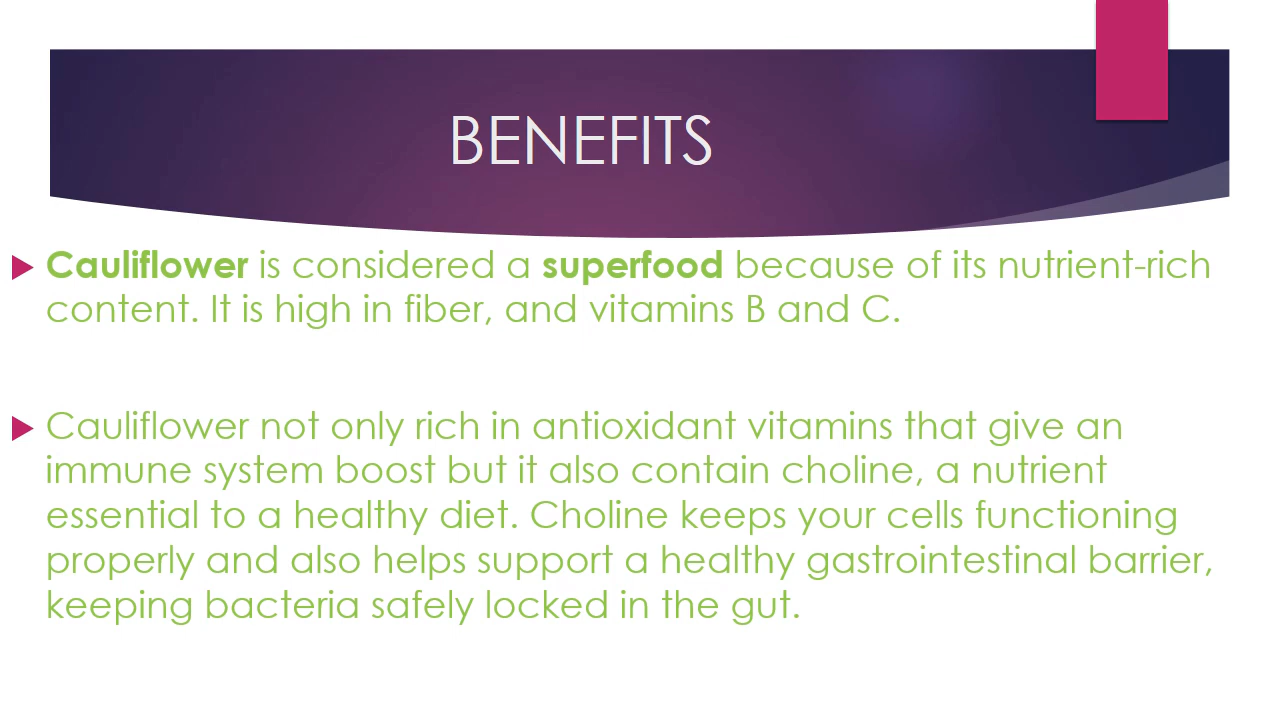 BENEFITS
Cauliflower is considered a superfood because of its nutrient-rich
content. It is high in fiber, and vitamins B and C.
Cauliflower not only rich in antioxidant vitamins that give an
immune system boost but it also contain choline, a nutrient
essential to a healthy diet. Choline keeps your cells functioning
properly and also helps support a healthy gastrointestinal barrier,
keeping bacteria safely locked in the gut.